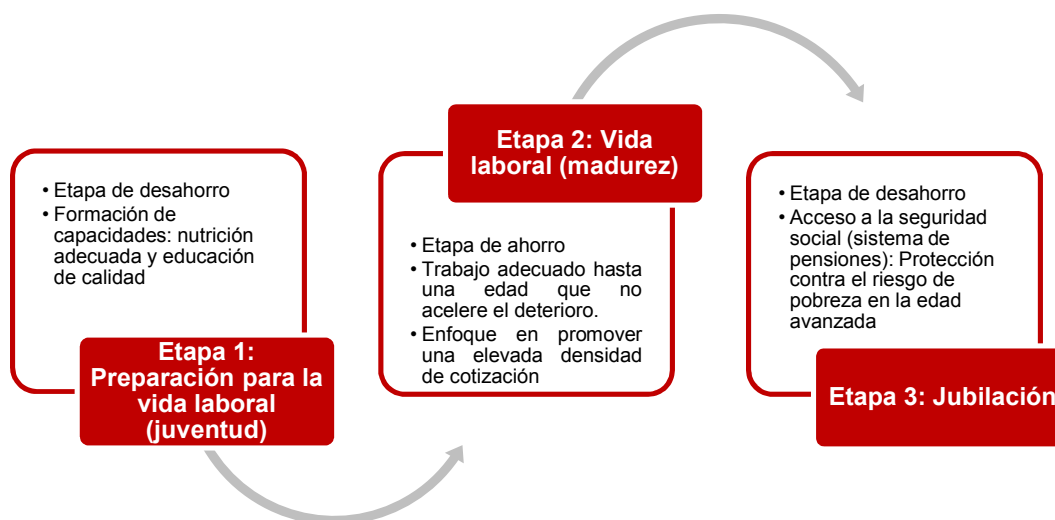 • Etapa de desahorro
• Formación de
capacidades: nutrición
adecuada y educación
de calidad
Etapa 1:
Preparación para la
vida laboral
(juventud)
Etapa 2: Vida
laboral (madurez)
• Etapa de ahorro
• Trabajo adecuado hasta
una edad que no
acelere el deterioro.
• Enfoque en promover
una elevada densidad
de cotización
• Etapa de desahorro
• Acceso a la seguridad
social (sistema de
pensiones): Protección
contra el riesgo de
pobreza en la edad
avanzada
Etapa 3: Jubilación